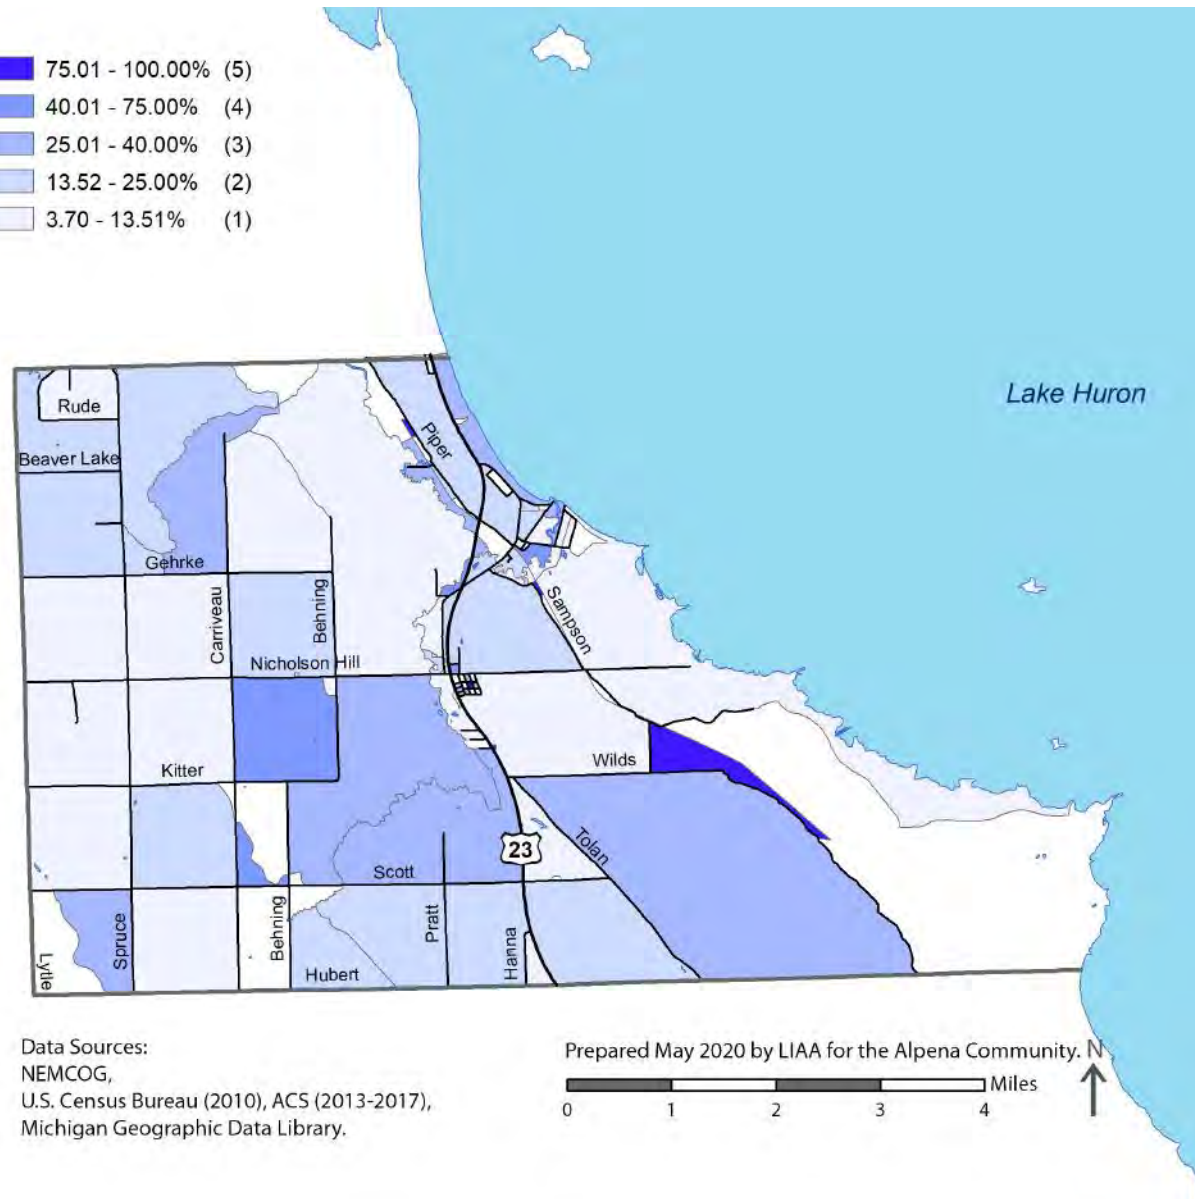 75.01 - 100.00% (5)
40.01 - 75.00% (4)
25.01 - 40.00% (3)
13.52 - 25.00% (2)
3.70 - 13.51% (1)
Lake Huron
Rude
Piper
Beaver Lake
Gehrke
Carriveau
Behning
Sampson
Nicholson Hill
Kitter
Wilds
Tolan
23
Scott
Lytle
Spruce
Behning
Pratt
Hanna
Hubert
Data Sources:
NEMCOG,
U.S. Census Bureau (2010), ACS (2013-2017),
Michigan Geographic Data Library.
Prepared May 2020 by LIAA for the Alpena Community.
N
Miles
0 1 2 3 4